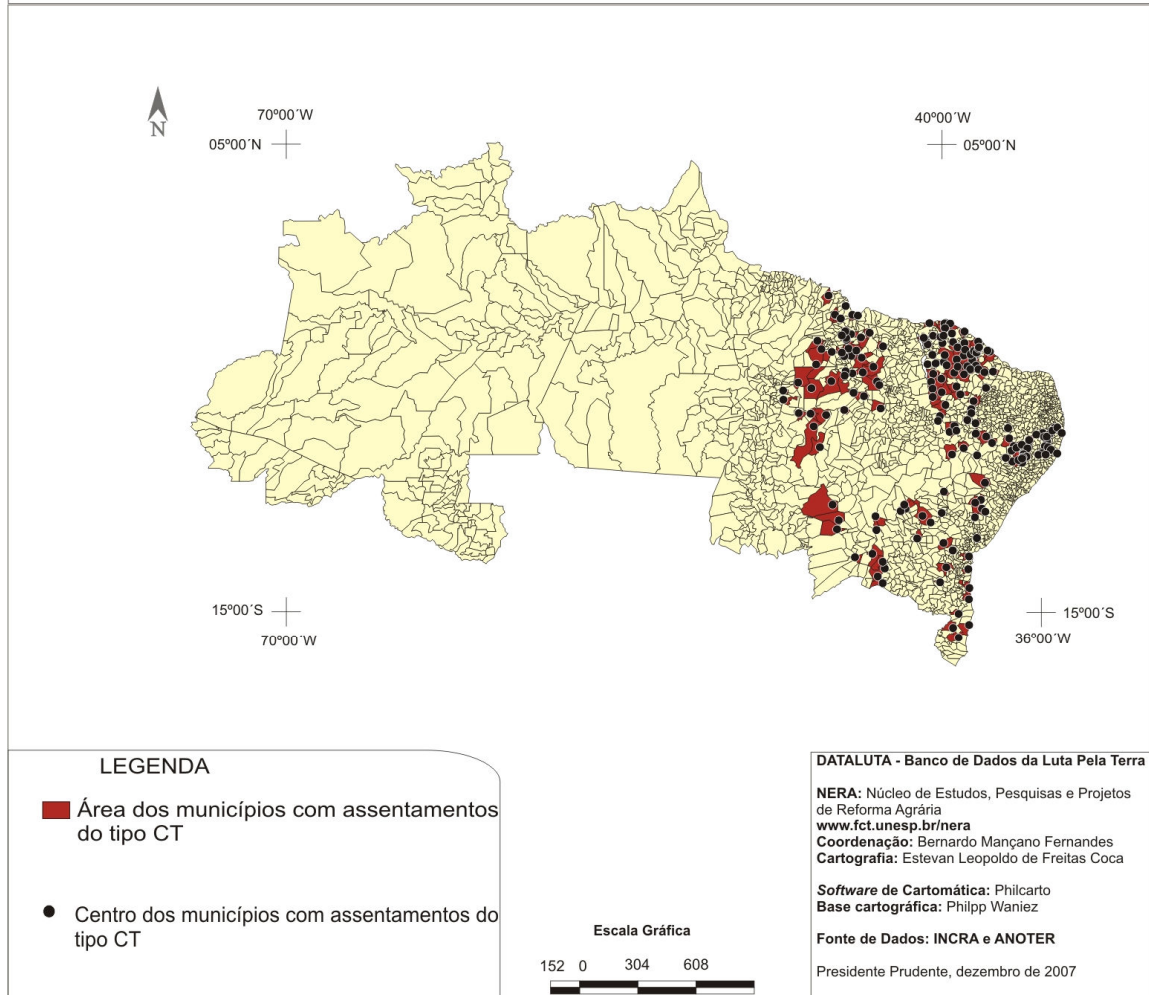 70º00´W
05º00´N
N
40º00´W
05º00´N
15º00´S
70º00´W
15º00´S
36º00´W
LEGENDA
Área dos municípios com assentamentos
do tipo CT
Centro dos municípios com assentamentos do
tipo CT
Escala Gráfica
152 0 304 608
DATALUTA - Banco de Dados da Luta Pela Terra
NERA: Núcleo de Estudos, Pesquisas e Projetos
de Reforma Agrária
www.fct.unesp.br/nera
Coordenação: Bernardo Mançano Fernandes
Cartografia: Estevan Leopoldo de Freitas Coca
Software de Cartomática: Philcarto
Base cartográfica: Philpp Waniez
Fonte de Dados: INCRA e ANOTER
Presidente Prudente, dezembro de 2007